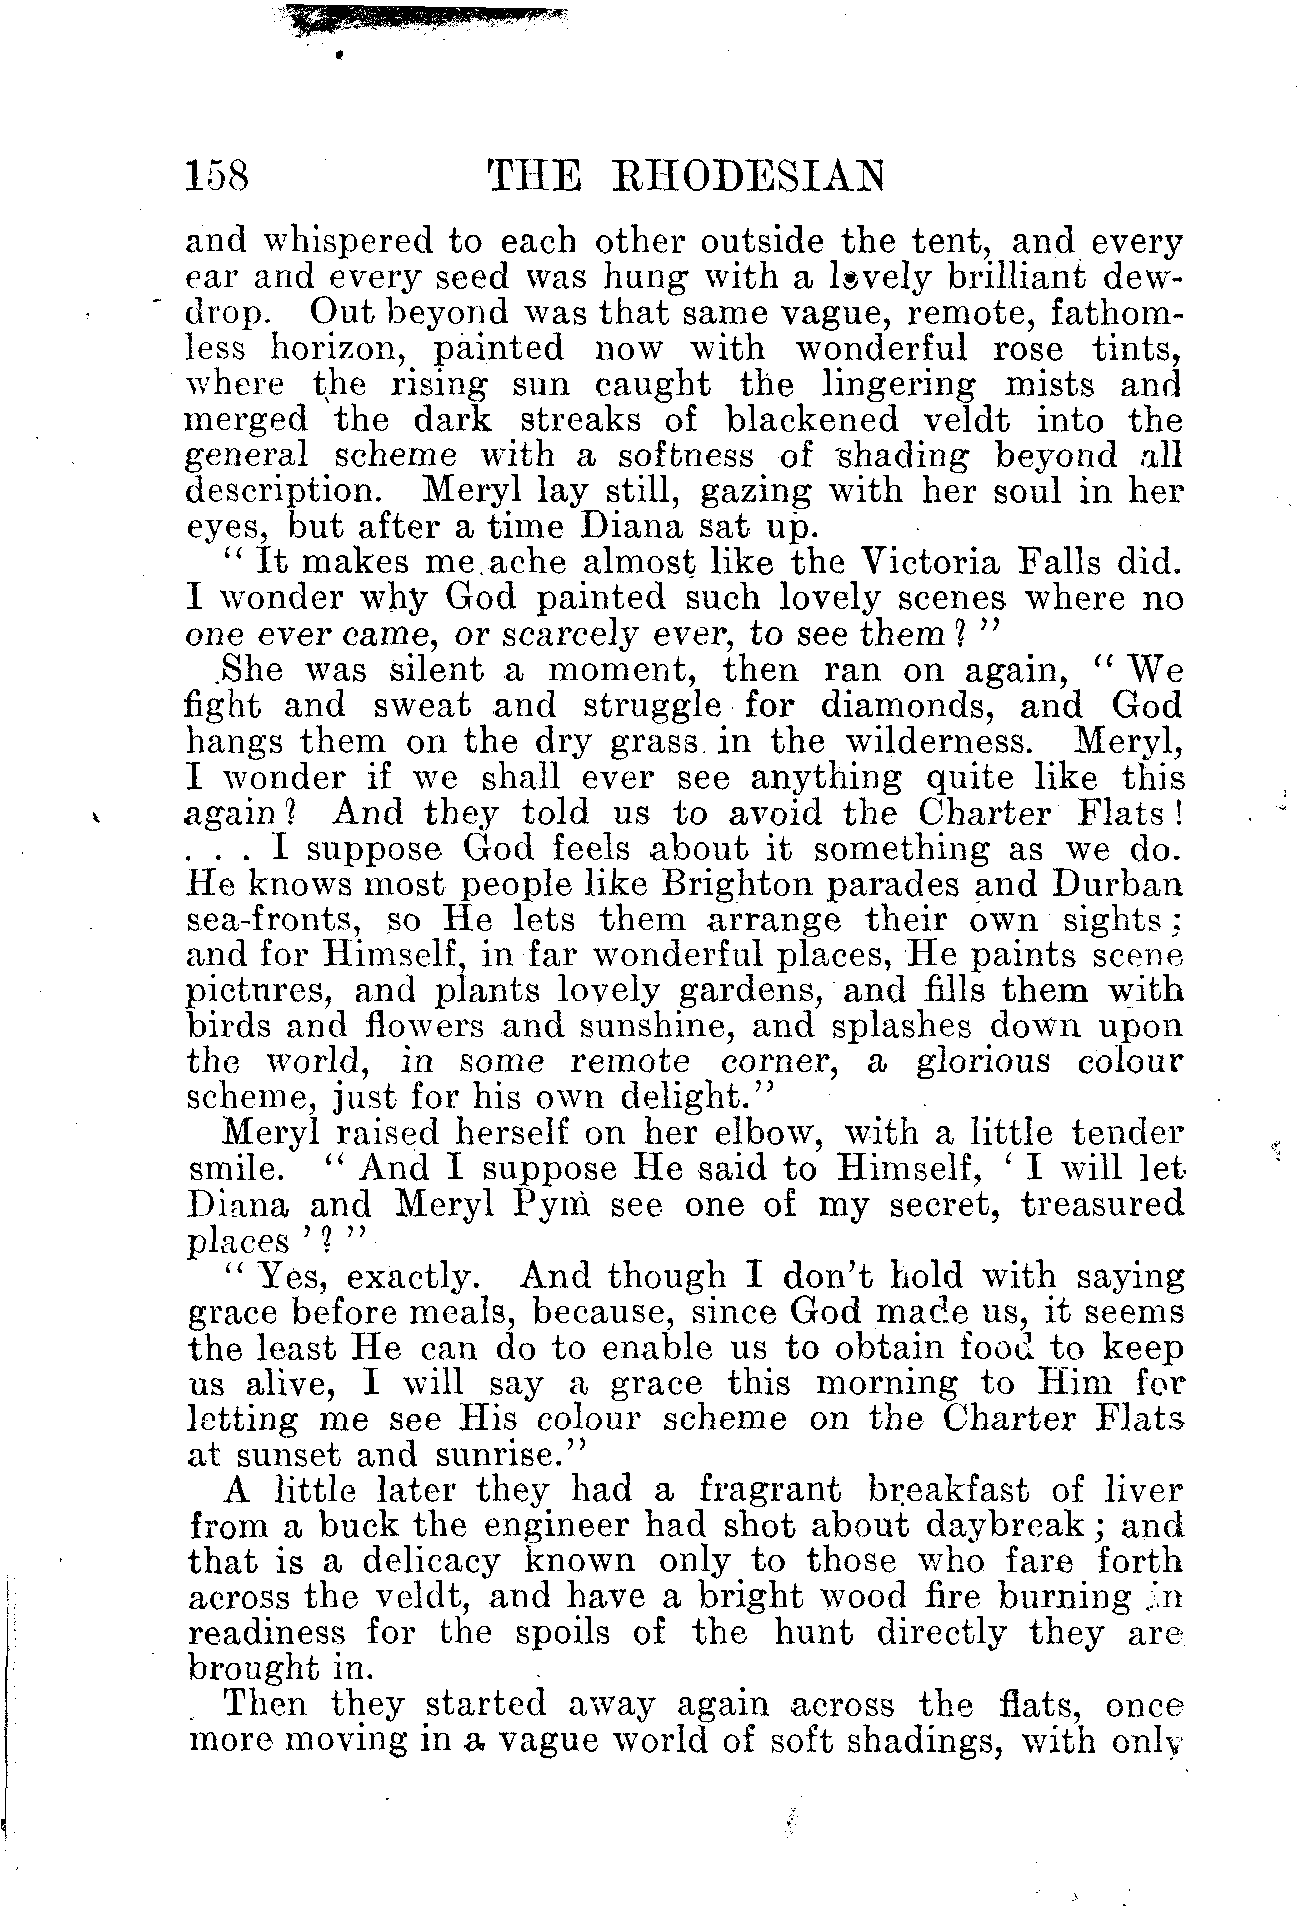 158 THE RHODESIAN
and whispered to each other outside the tent, and every
ear and every seed was hung with a lovely brilliant dew-
drop. Out beyond was that same vague, remote, fathom-
less horizon, painted now with wonderful rose tints,
where the rising sun caught the lingering mists and
merged the dark streaks of blackened veldt into the
general scheme with a softness of shading beyond all
description. Meryl lay still, gazing with her soul in her
eyes, but after a time Diana sat up.
" It makes me ache almost like the Victoria Falls did.
I wonder why God painted such lovely scenes where no
one ever came, or scarcely ever, to see them ? "
She was silent a moment, then ran on again, " We
fight and sweat and struggle for diamonds, and God
hangs them on the dry grass in the wilderness. Meryl,
I wonder if we shall ever see anything quite like this
again ? And they told us to avoid the Charter Flats !
. . . I suppose God feels about it something as we do.
He knows most people like Brighton parades and Durban
sea-fronts, so He lets them arrange their own sights ;
and for Himself, in far wonderful places, He paints scene
pictures, and plants lovely gardens, and fills them with
birds and flowers and sunshine, and splashes down upon
the world, in some remote corner, a glorious colour
scheme, just for his own delight."
Meryl raised herself on her elbow, with a little tender
smile. " And I suppose He said to Himself, ' I will let
Diana and Meryl Pym see one of my secret, treasured
places ' ? "
" Yes, exactly. And though I don't hold with saying
grace before meals, because, since God made us, it seems
the least He can do to enable us to obtain food to keep
us alive, I will say a grace this morning to Him for
letting me see His colour scheme on the Charter Flats
at sunset and sunrise."
A little later they had a fragrant breakfast of liver
from a buck the engineer had shot about daybreak ; and
that is a delicacy known only to those who fare forth
across the veldt, and have a bright wood fire burning in
readiness for the spoils of the hunt directly they are
brought in.
Then they started away again across the flats, once
more moving in a vague world of soft shadings, with only